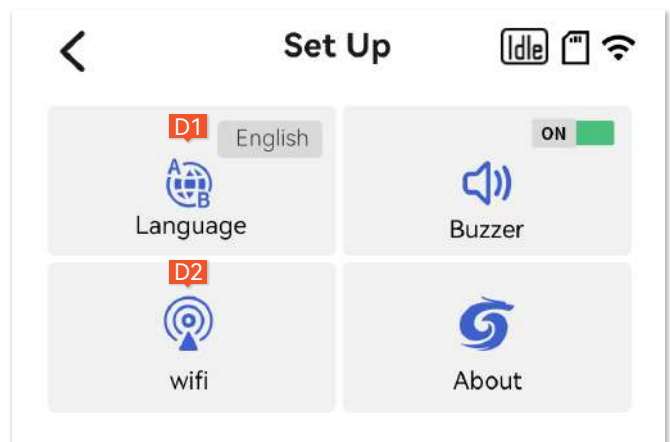 Set Up
Idle
D1
English
A
B
Language
ON
Buzzer
D2
wifi
About